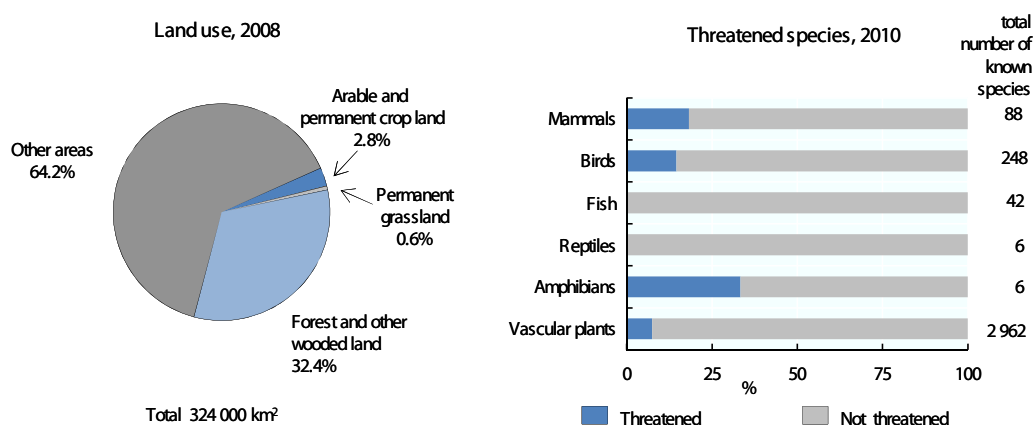 Land use, 2008
Arable and
permanent crop land
2.8%
Other areas
64.2%
Permanent
grassland
0.6%
Forest and other
wooded land
32.4%
Total 324 000 km²
Threatened species, 2010
total
number of
known
species
Mammals 88
Birds 248
Fish 42
Reptiles 6
Amphibians 6
Vascular plants 2 962
0 25 50 75 100
%
Threatened Not threatened